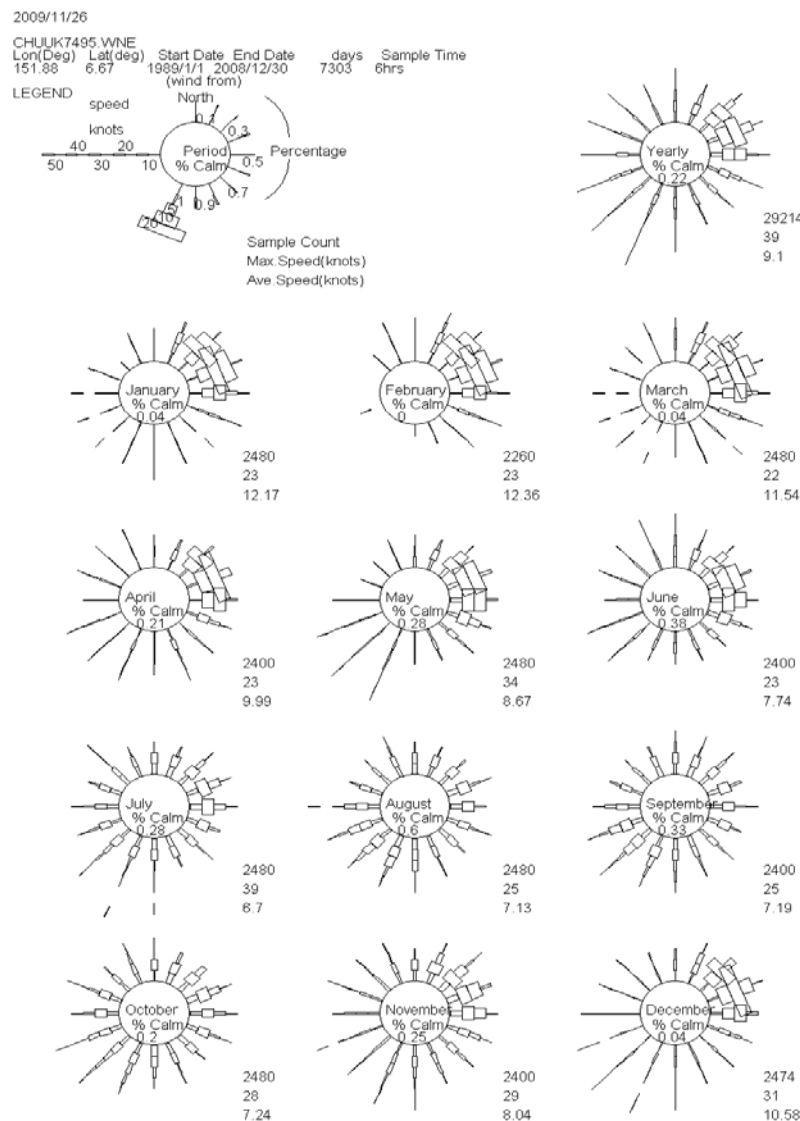 2009/11/26
CHUUK7495.WNE
Lon(Deg) Lat(deg) Start Date End Date days Sample Time
151.88 6.67 1989/1/1 2008/12/30 7303 6hrs
(wind from)
LEGEND
North
speed
knots
40 20
50 30 10
Period
% Calm
0.3
0.5
0.7
0.9
20
Percentage
Sample Count
Max.Speed(knots)
Ave.Speed(knots)
Yearly
% Calm
0.22
29214
39
9.1
January
% Calm
0.04
2480
23
12.17
February
% Calm
0
2260
23
12.36
March
% Calm
0.04
2480
22
11.54
April
% Calm
0.21
2400
23
9.99
May
% Calm
0.28
2480
34
8.67
June
% Calm
0.38
2400
23
7.74
July
% Calm
0.28
2480
39
6.7
August
% Calm
0.6
2480
25
7.13
September
% Calm
0.33
2400
25
7.19
October
% Calm
0.2
2480
28
7.24
November
% Calm
0.25
2400
29
8.04
December
% Calm
0.04
2474
31
10.58